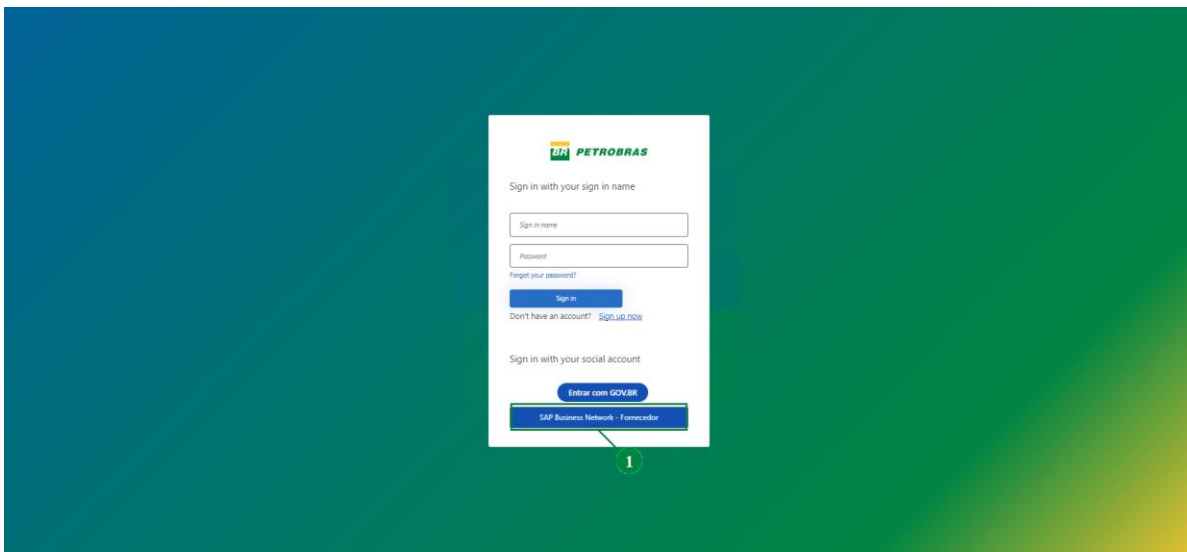 BR PETROBRAS
Sign in with your sign in name
Sign in name
Password
Forgot your password?
Sign in
Don't have an account? Sign up now
Sign in with your social account
Entrar com GOV.BR
SAP Business Network - Fornecedor
1